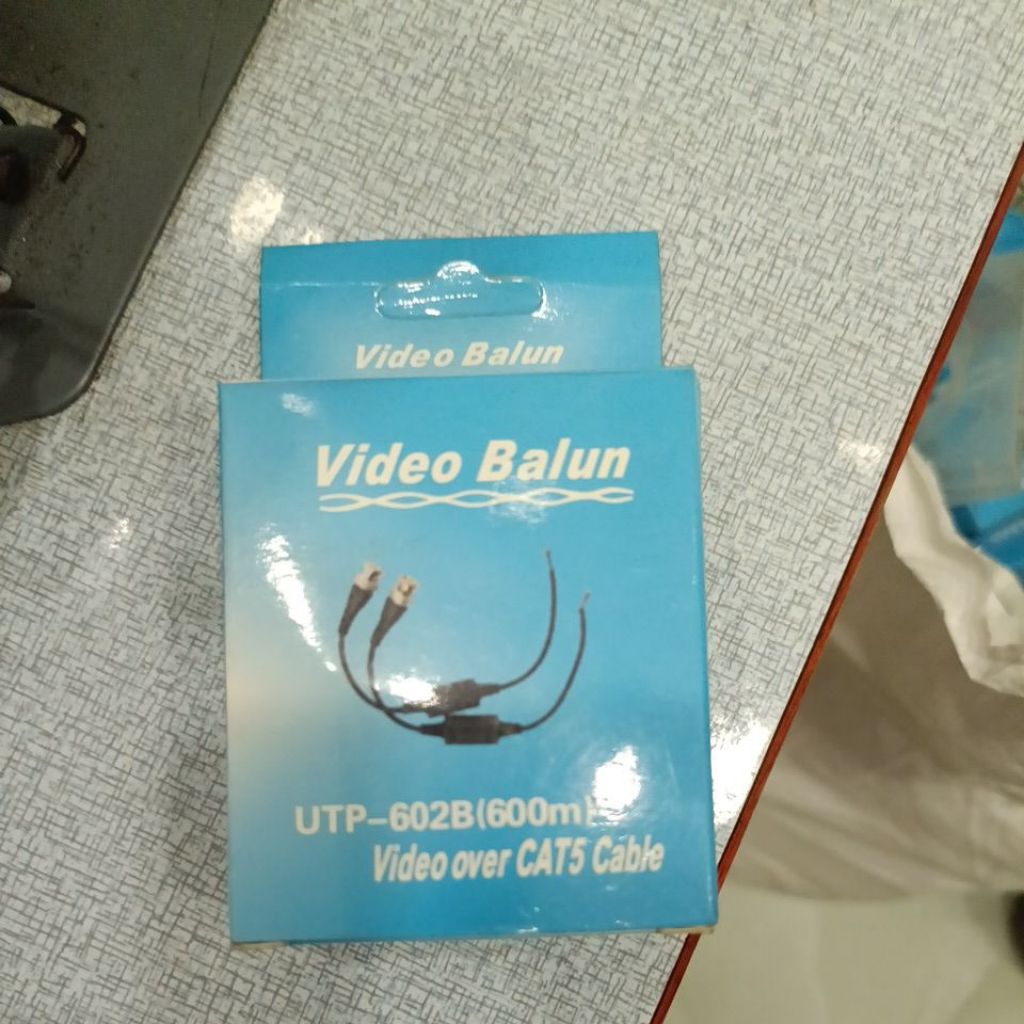 Video Balun
Video Balun
UTP-602B(600m)
Video over CAT5 Cable